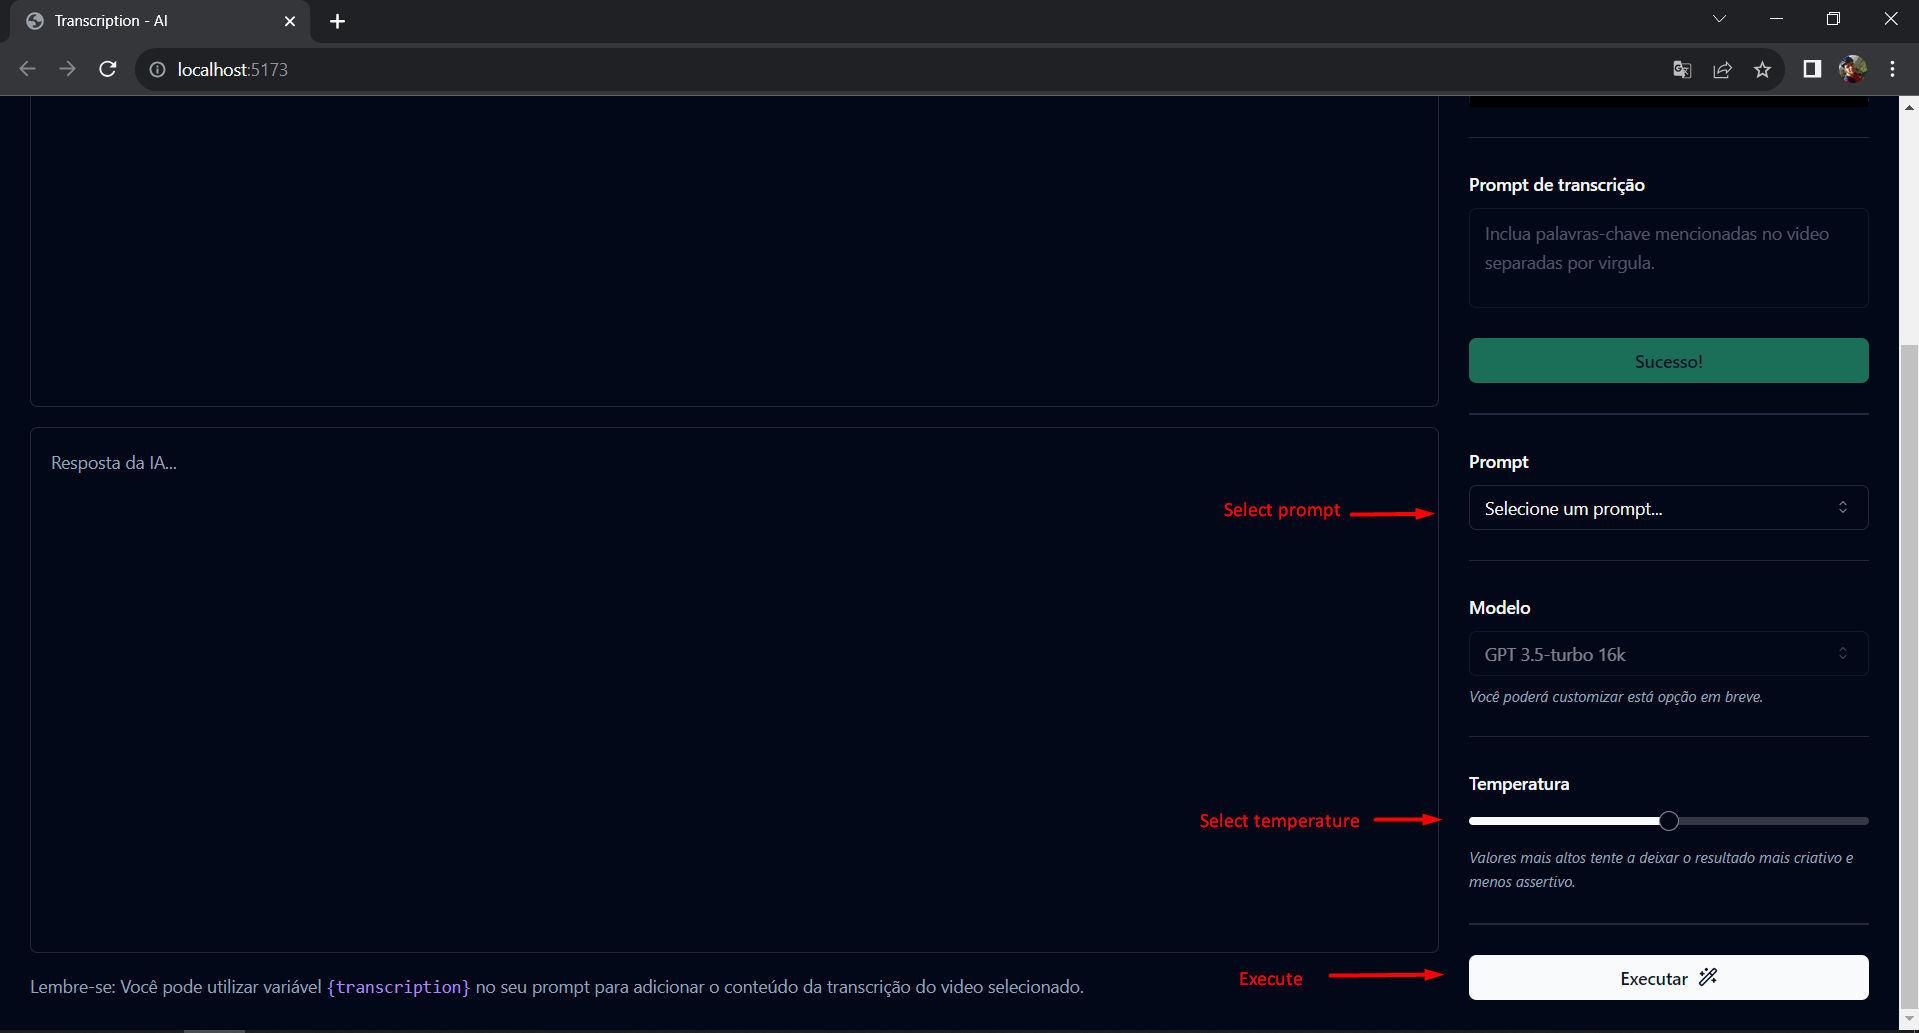 Transcription - AI
localhost:5173
Prompt de transcrição
Inclua palavras-chave mencionadas no video
separadas por virgula.
Sucesso!
Resposta da IA...
Prompt
Select prompt
Selecione um prompt...
Modelo
GPT 3.5-turbo 16k
Você poderá customizar está opção em breve.
Temperatura
Select temperature
Valores mais altos tente a deixar o resultado mais criativo e
menos assertivo.
Execute
Executar
Lembre-se: Você pode utilizar variável {transcription} no seu prompt para adicionar o conteúdo da transcrição do video selecionado.